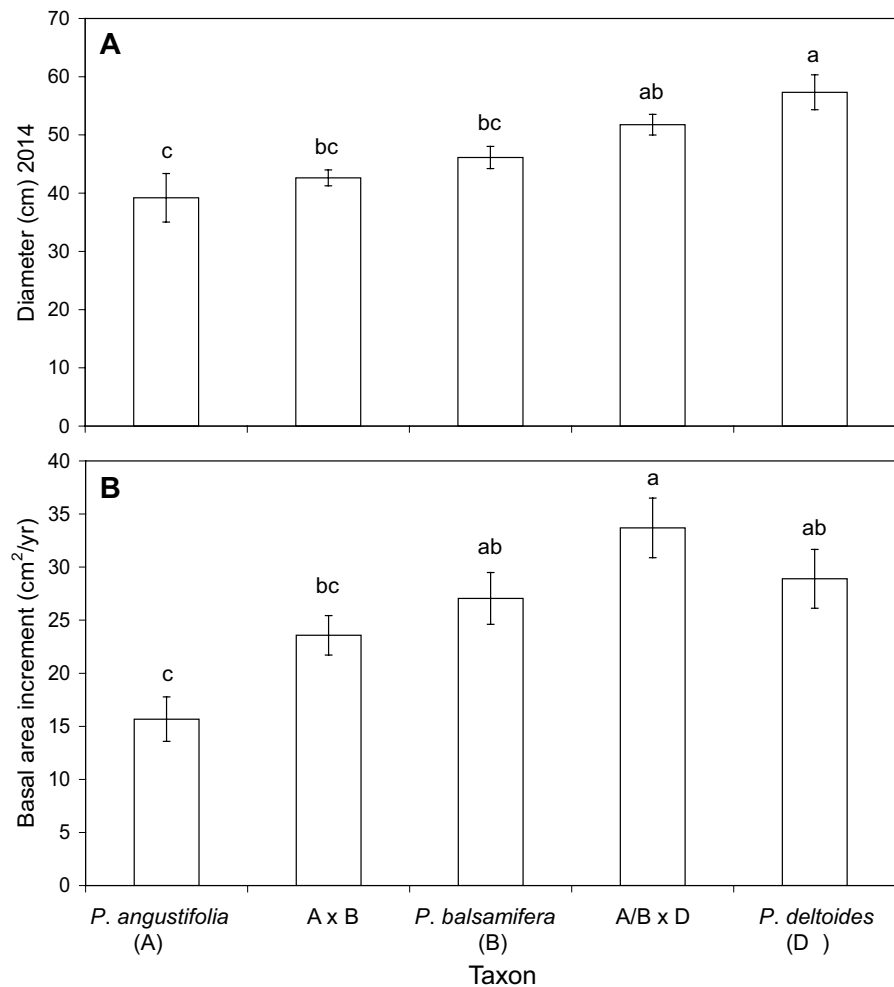 A
Diameter (cm) 2014
70
60
50
40
30
20
10
0
c
bc
bc
ab
a
B
Basal area increment (cm²/yr)
40
35
30
25
20
15
10
5
0
c
bc
ab
a
ab
P. angustifolia A x B P. balsamifera A/B x D P. deltoides
(A) (B) (D )
Taxon